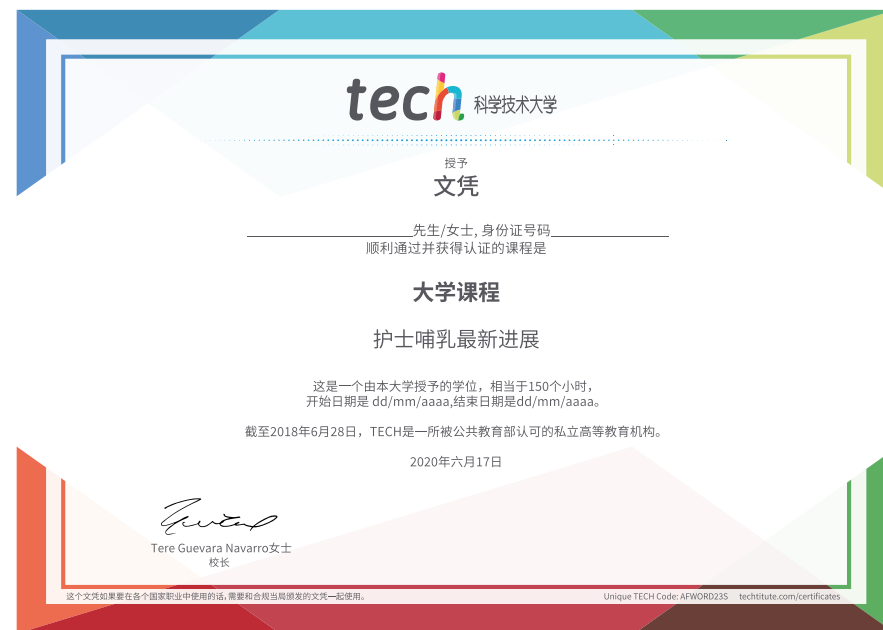 tech 科学技术大学
授予
文凭
先生/女士, 身份证号码
顺利通过并获得认证的课程是
大学课程
护士哺乳最新进展
这是一个由本大学授予的学位，相当于150个小时，
开始日期是 dd/mm/aaaa,结束日期是dd/mm/aaaa。
截至2018年6月28日，TECH是一所被公共教育部认可的私立高等教育机构。
2020年六月17日
Tere Guevara Navarro女士
校长
这个文凭如果要在各个国家职业中使用的话, 需要和合规当局颁发的文凭一起使用。
Unique TECH Code: AFWORD23S techtitute.com/certificates